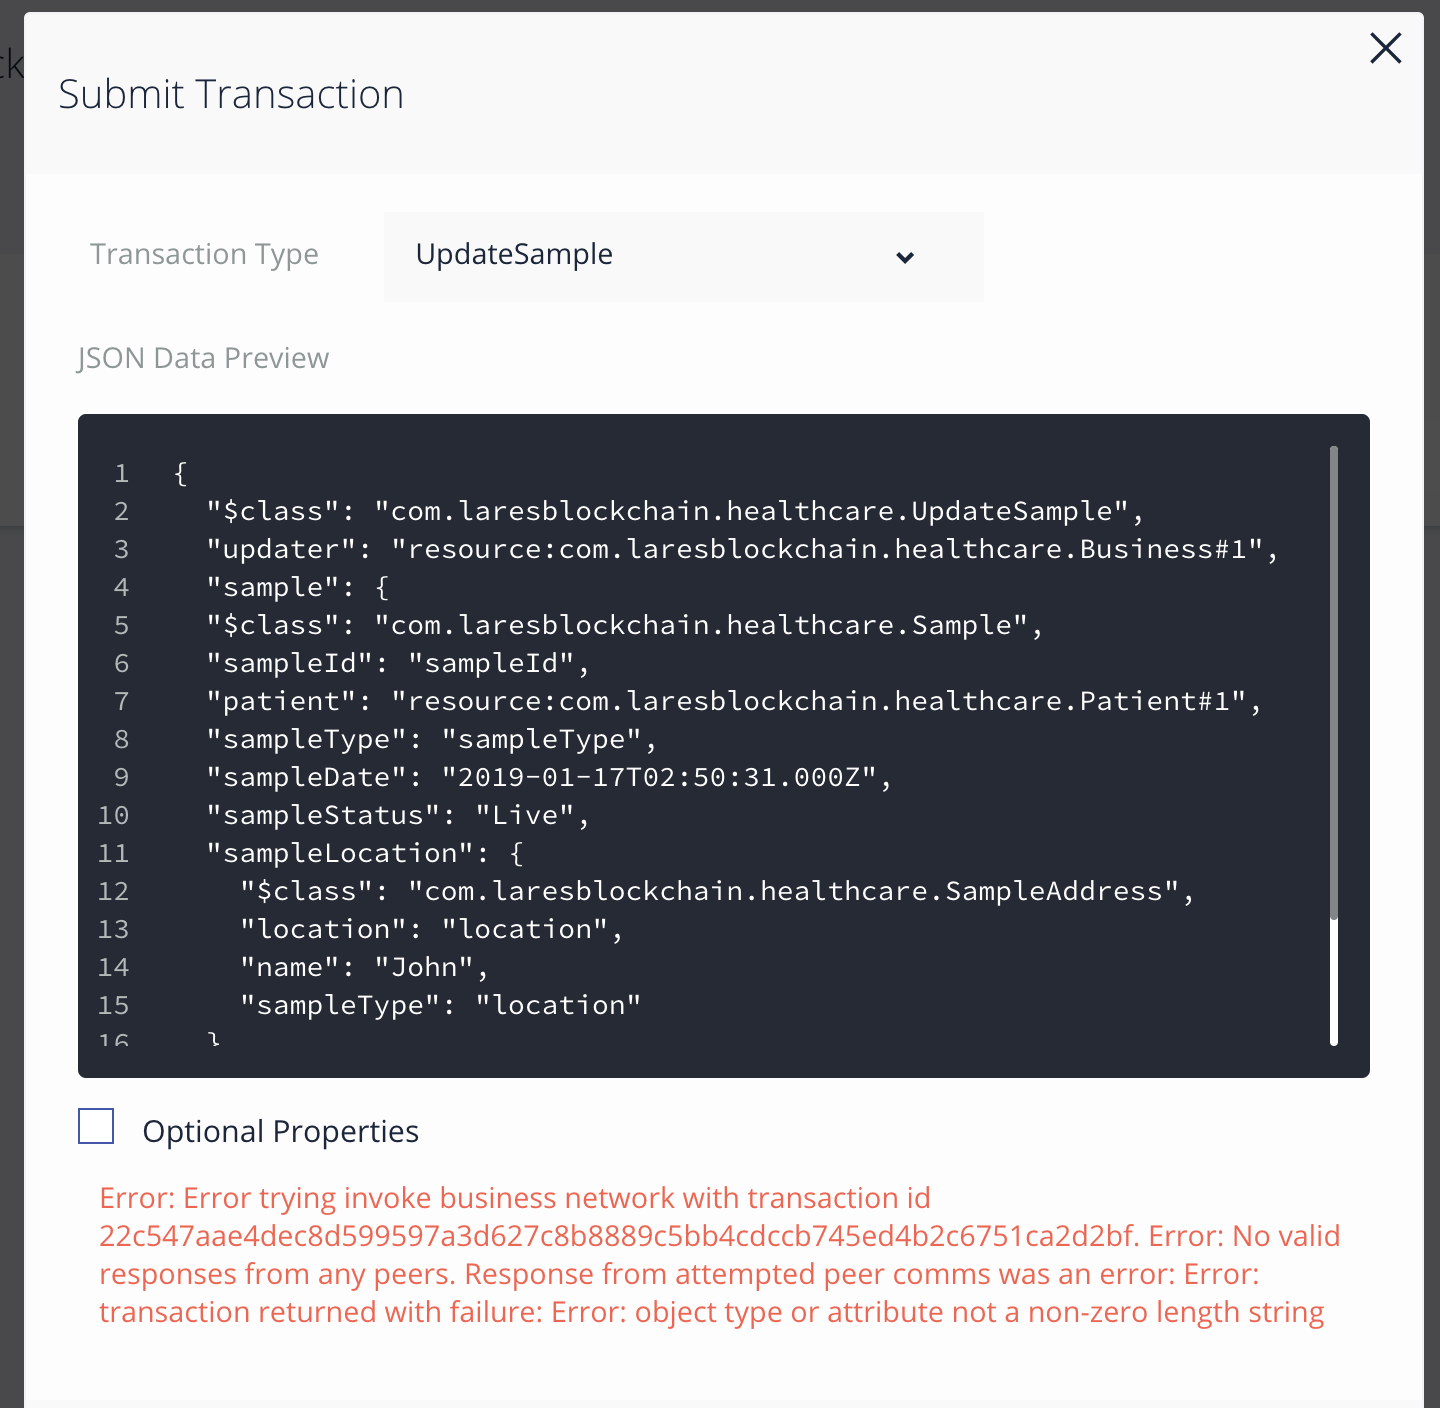 ck
Submit Transaction
Transaction Type
UpdateSample
JSON Data Preview
1 {
2 "$class": "com.laresblockchain.healthcare.UpdateSample",
3 "updater": "resource:com.laresblockchain.healthcare.Business#1",
4 "sample": {
5 "$class": "com.laresblockchain.healthcare.Sample",
6 "sampleId": "sampleId",
7 "patient": "resource:com.laresblockchain.healthcare.Patient#1",
8 "sampleType": "sampleType",
9 "sampleDate": "2019-01-17T02:50:31.000Z",
10 "sampleStatus": "Live",
11 "sampleLocation": {
12 "$class": "com.laresblockchain.healthcare.SampleAddress",
13 "location": "location",
14 "name": "John",
15 "sampleType": "location"
16 }
Optional Properties
Error: Error trying invoke business network with transaction id
22c547aae4dec8d599597a3d627c8b8889c5bb4cdccb745ed4b2c6751ca2d2bf. Error: No valid
responses from any peers. Response from attempted peer comms was an error: Error:
transaction returned with failure: Error: object type or attribute not a non-zero length string